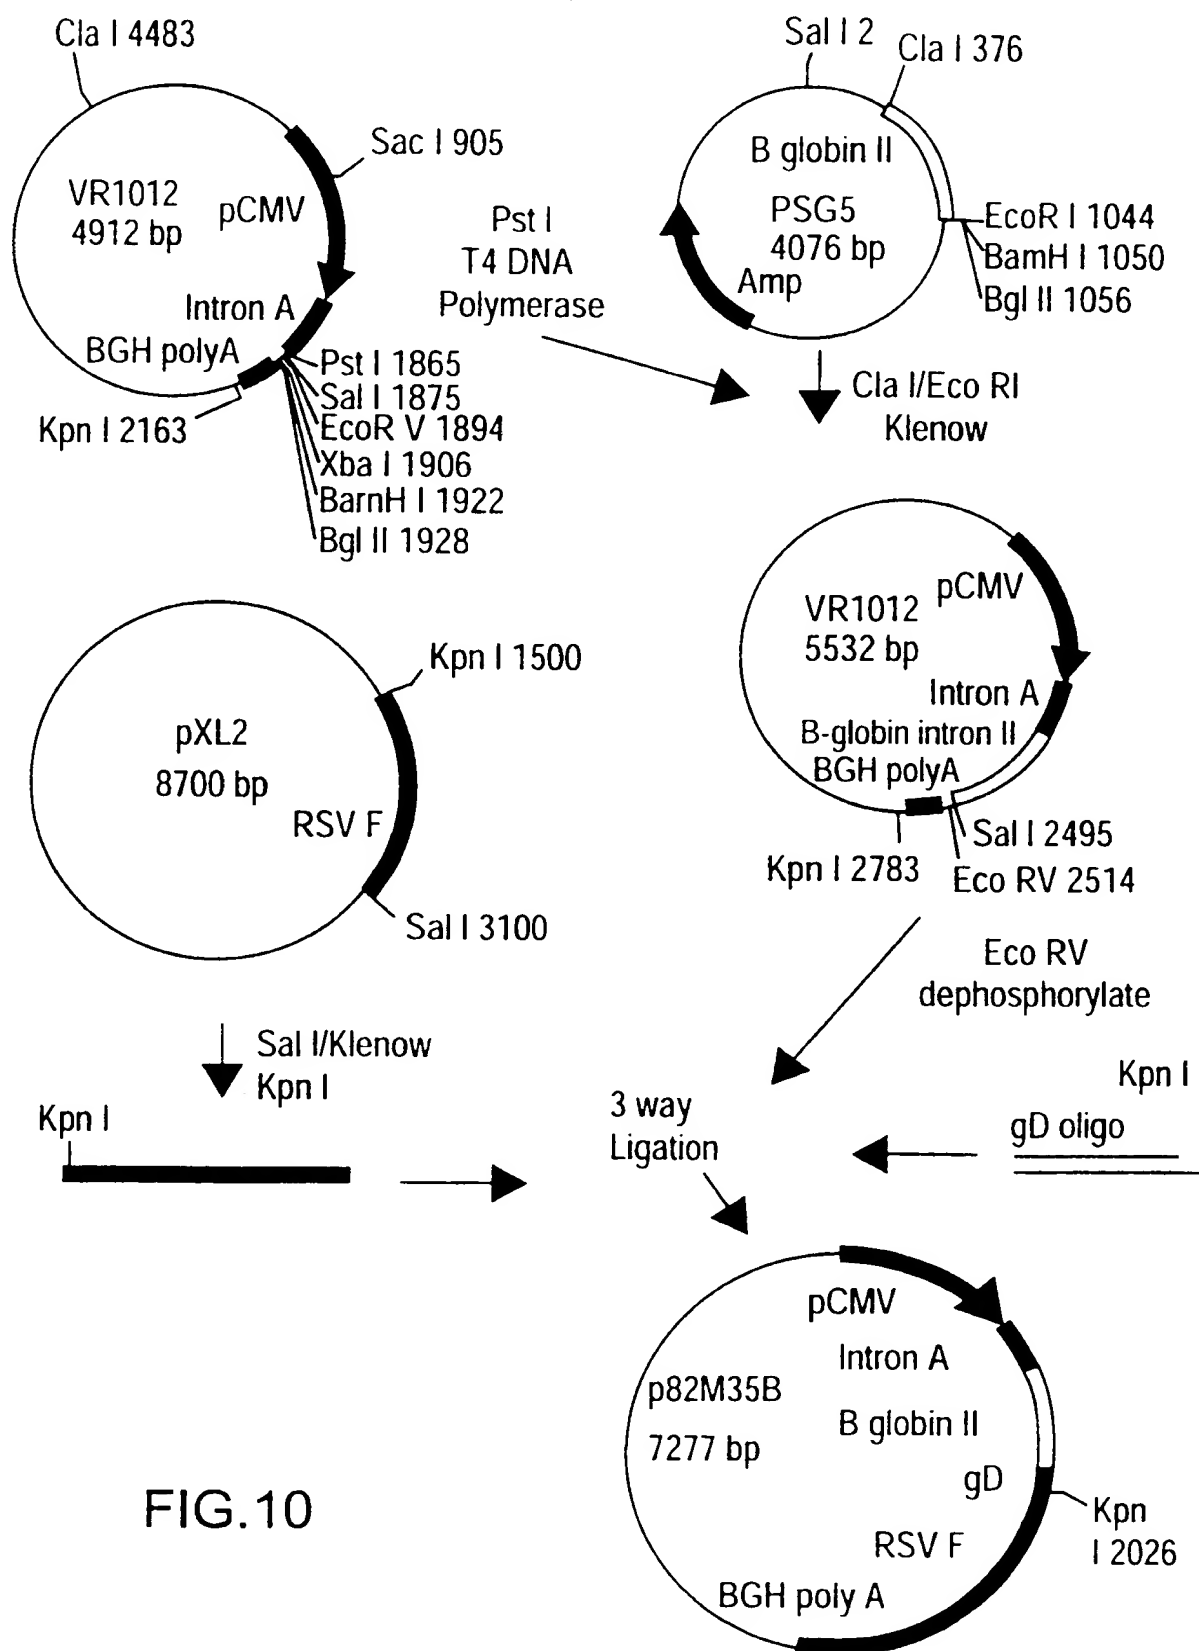 Cla I 4483
Sac I 905
VR1012
4912 bp
pCMV
Intron A
BGH polyA
Pst I 1865
Sal I 1875
EcoR V 1894
Xba I 1906
BarnH I 1922
Bgl II 1928
Kpn I 2163
Pst I
T4 DNA
Polymerase
Sal I 2
Cla I 376
B globin II
PSG5
4076 bp
Amp
EcoR I 1044
BamH I 1050
Bgl II 1056
Cla I/Eco RI
Klenow
VR1012
5532 bp
pCMV
Intron A
B-globin intron II
BGH polyA
Sal I 2495
Kpn I 2783
Eco RV 2514
Eco RV
dephosphorylate
pXL2
8700 bp
RSV F
Kpn I 1500
Sal I 3100
Sal I/Klenow
Kpn I
Kpn I
3 way
Ligation
Kpn I
gD oligo
pCMV
Intron A
p82M35B
7277 bp
B globin II
gD
Kpn
I 2026
RSV F
BGH poly A
FIG.10